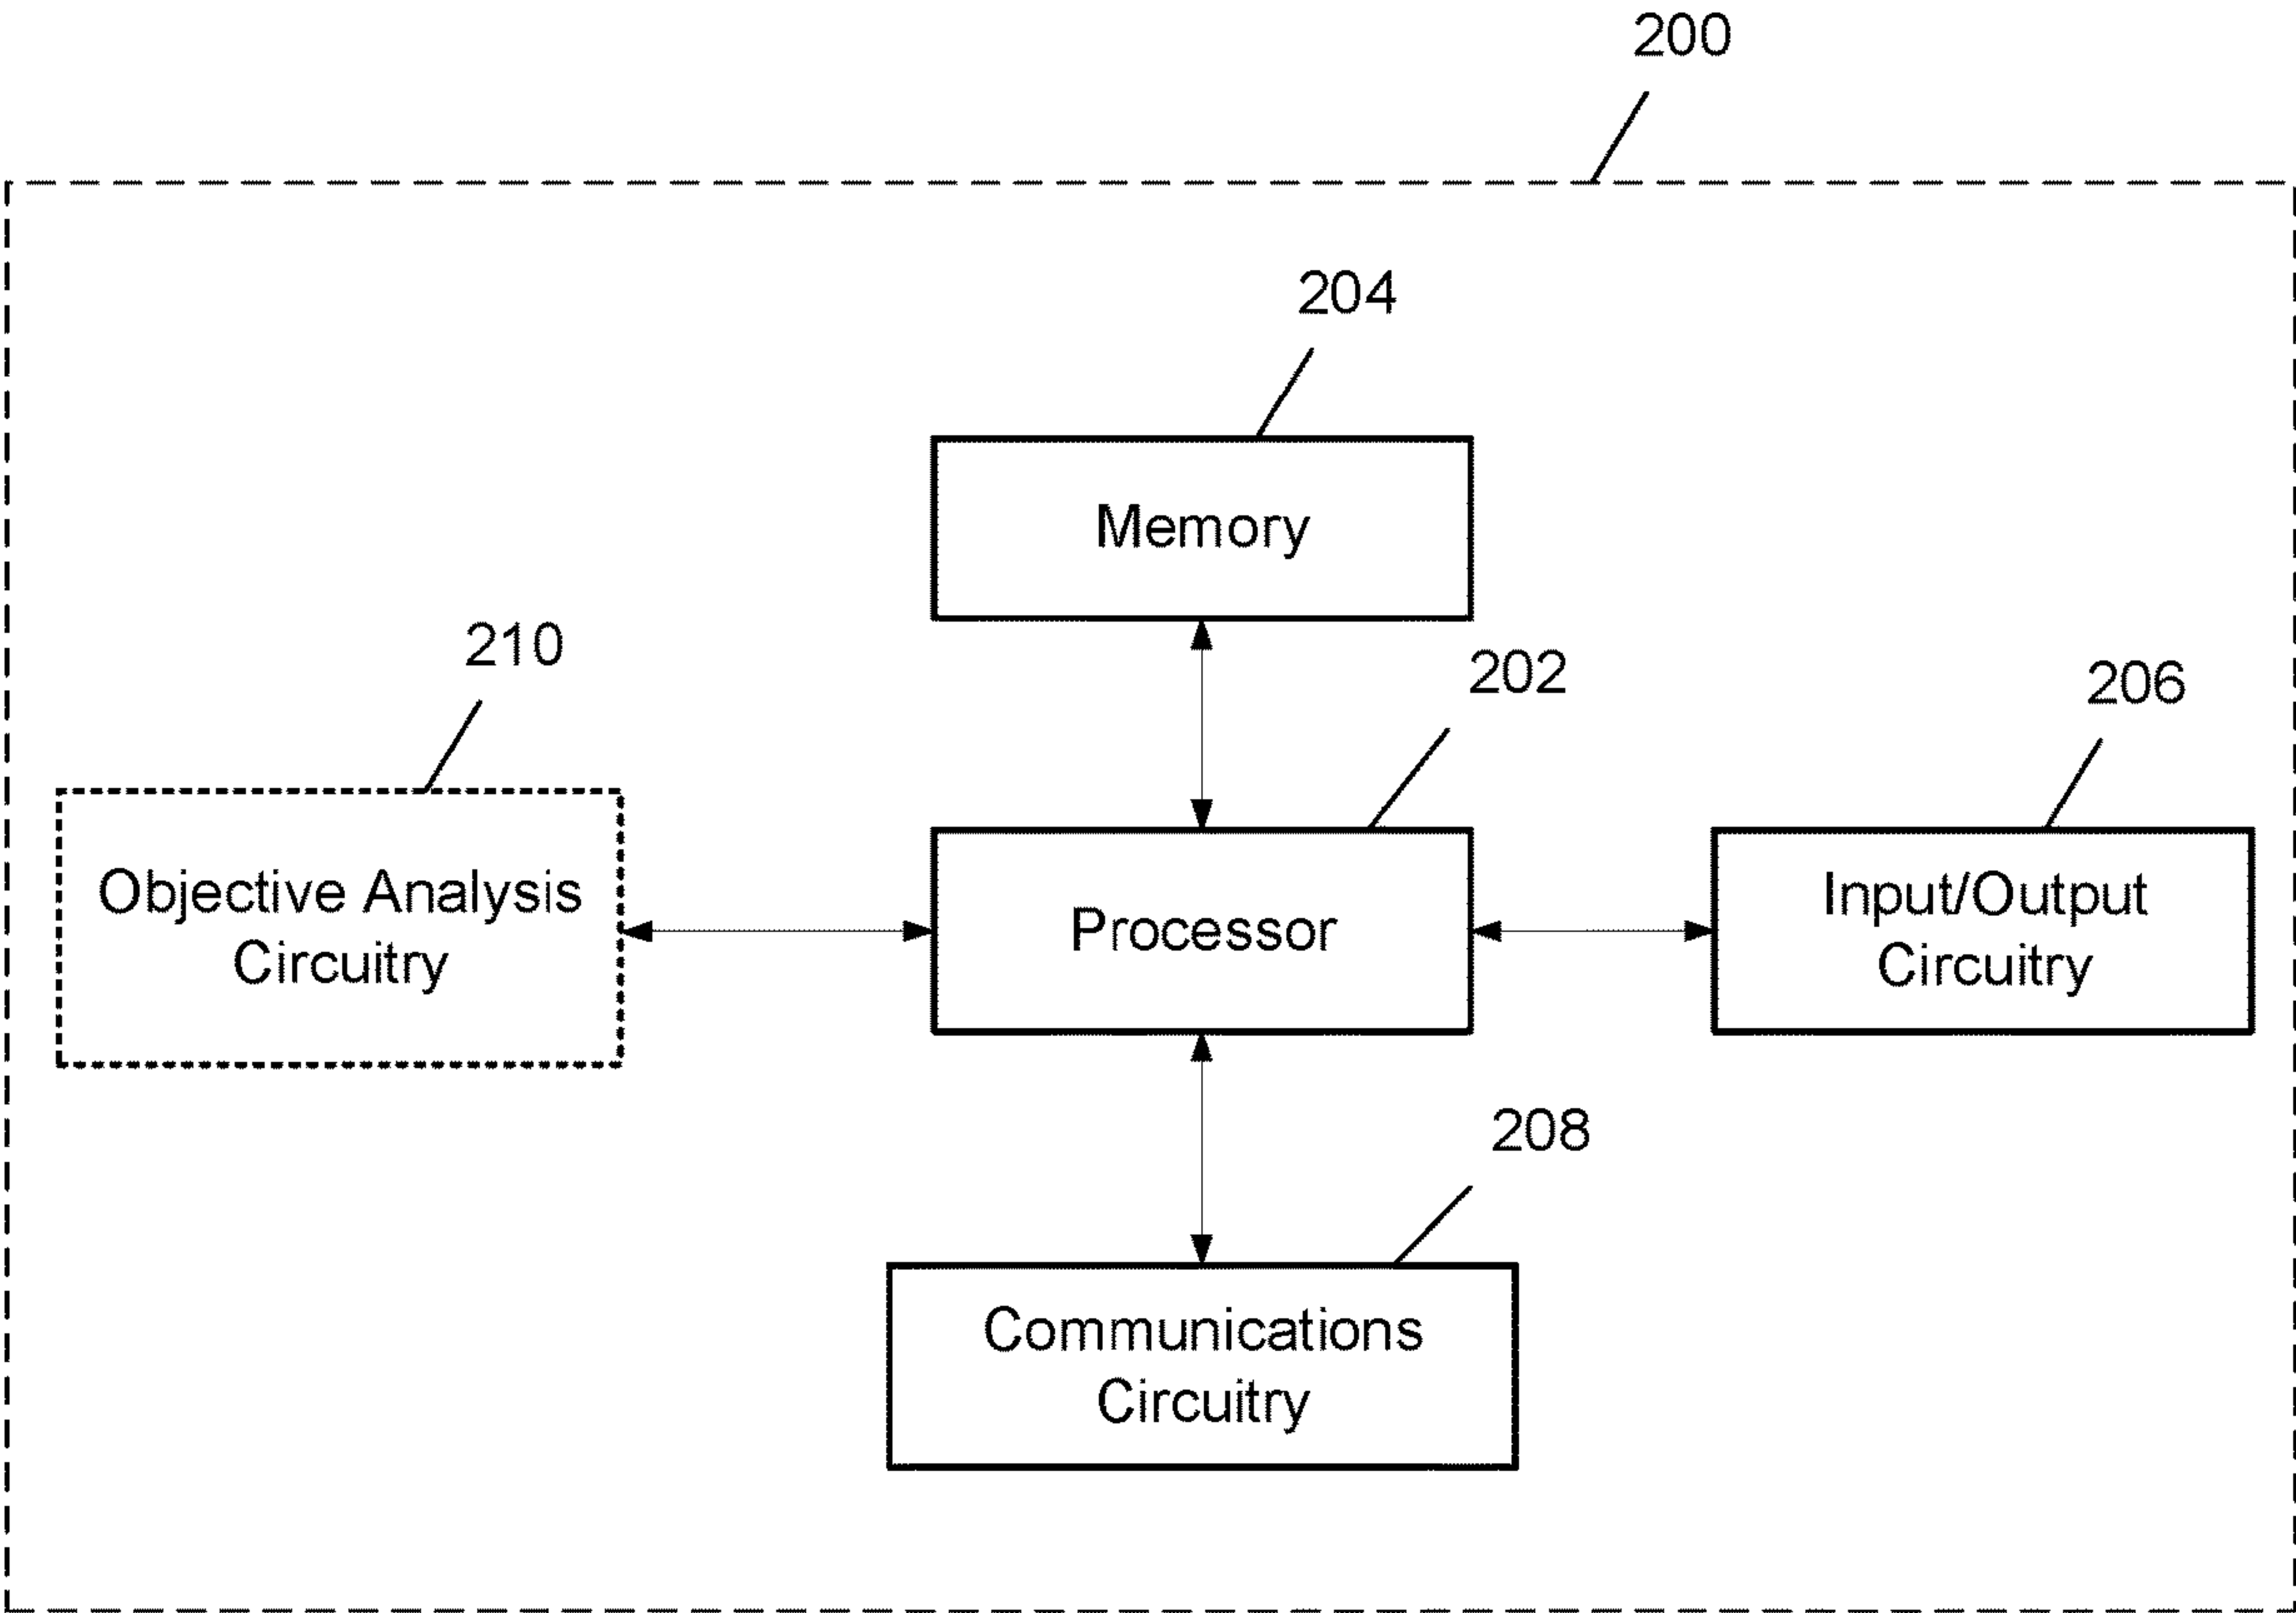 200
204
Memory
210
202
206
Objective Analysis
Circuitry
Processor
Input/Output
Circuitry
208
Communications
Circuitry